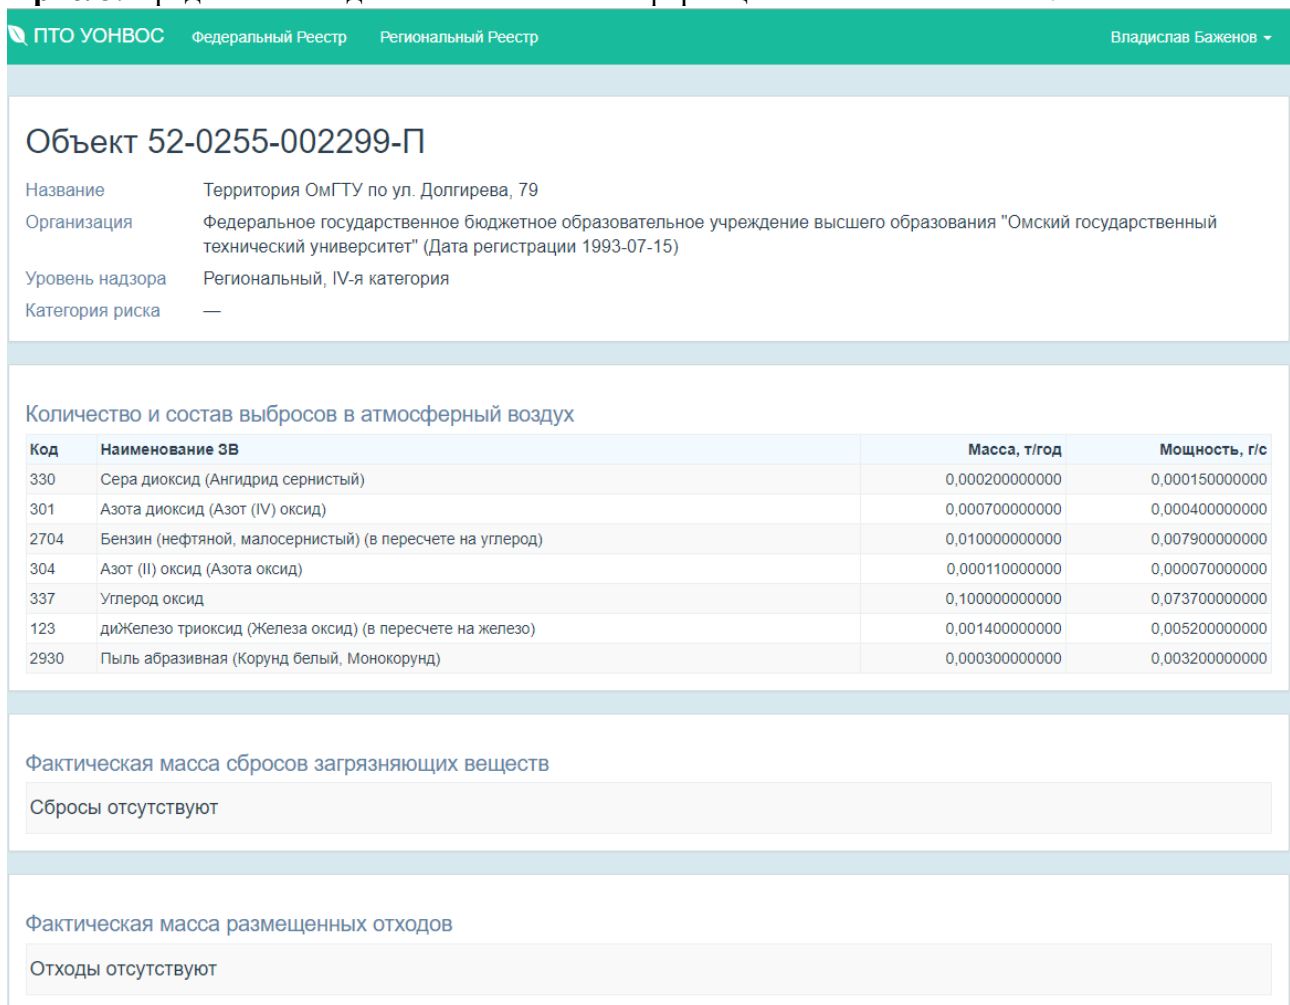 ПТО УОНВОС Федеральный Реестр Региональный Реестр Владислав Баженов
Объект 52-0255-002299-П
Название Территория ОмГТУ по ул. Долгирева, 79
Организация Федеральное государственное бюджетное образовательное учреждение высшего образования "Омский государственный
технический университет" (Дата регистрации 1993-07-15)
Уровень надзора Региональный, IV-я категория
Категория риска —
Количество и состав выбросов в атмосферный воздух
Код Наименование ЗВ Масса, т/год Мощность, г/с
330 Сера диоксид (Ангидрид сернистый) 0,000200000000 0,000150000000
301 Азота диоксид (Азот (IV) оксид) 0,000700000000 0,000400000000
2704 Бензин (нефтяной, малосернистый) (в пересчете на углерод) 0,010000000000 0,007900000000
304 Азот (II) оксид (Азота оксид) 0,000110000000 0,000070000000
337 Углерод оксид 0,100000000000 0,073700000000
123 диЖелезо триоксид (Железа оксид) (в пересчете на железо) 0,001400000000 0,005200000000
2930 Пыль абразивная (Корунд белый, Монокорунд) 0,000300000000 0,003200000000
Фактическая масса сбросов загрязняющих веществ
Сбросы отсутствуют
Фактическая масса размещенных отходов
Отходы отсутствуют